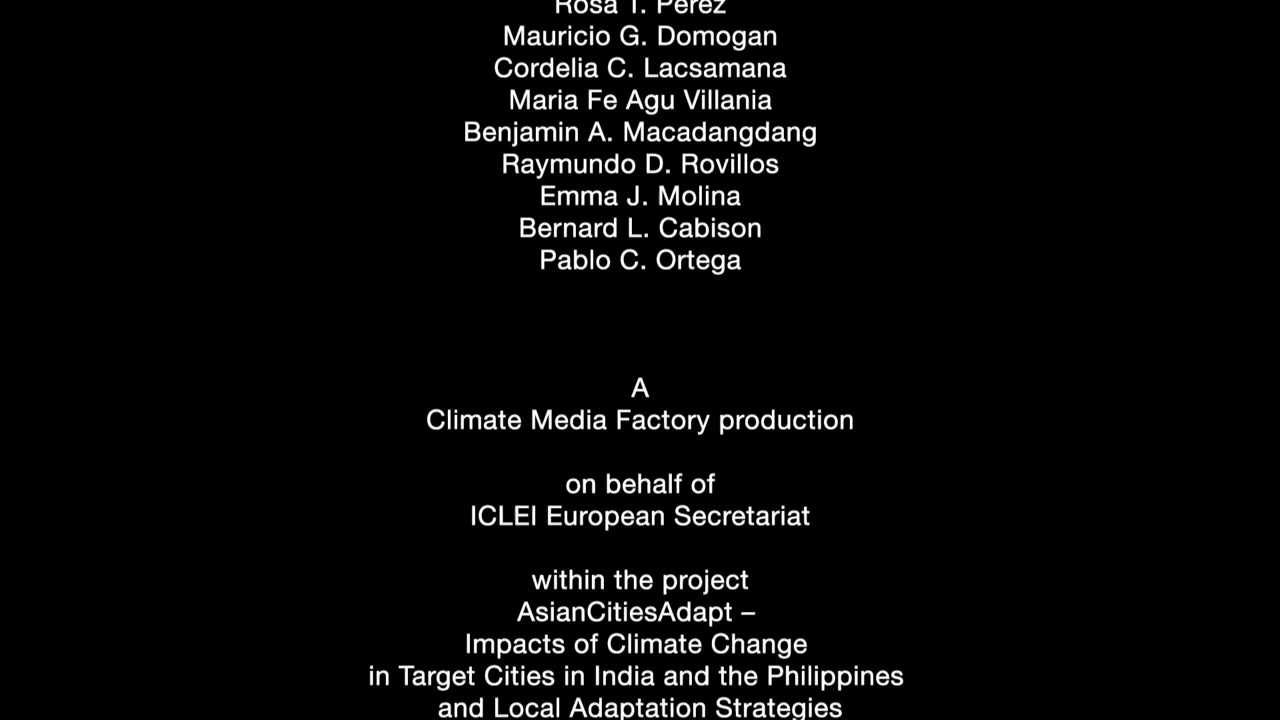 Rosa T. Perez
Mauricio G. Domogan
Cordelia C. Lacsamana
Maria Fe Agu Villania
Benjamin A. Macadangdang
Raymundo D. Rovillos
Emma J. Molina
Bernard L. Cabison
Pablo C. Ortega
A
Climate Media Factory production
on behalf of
ICLEI European Secretariat
within the project
AsianCitiesAdapt –
Impacts of Climate Change
in Target Cities in India and the Philippines
and Local Adaptation Strategies